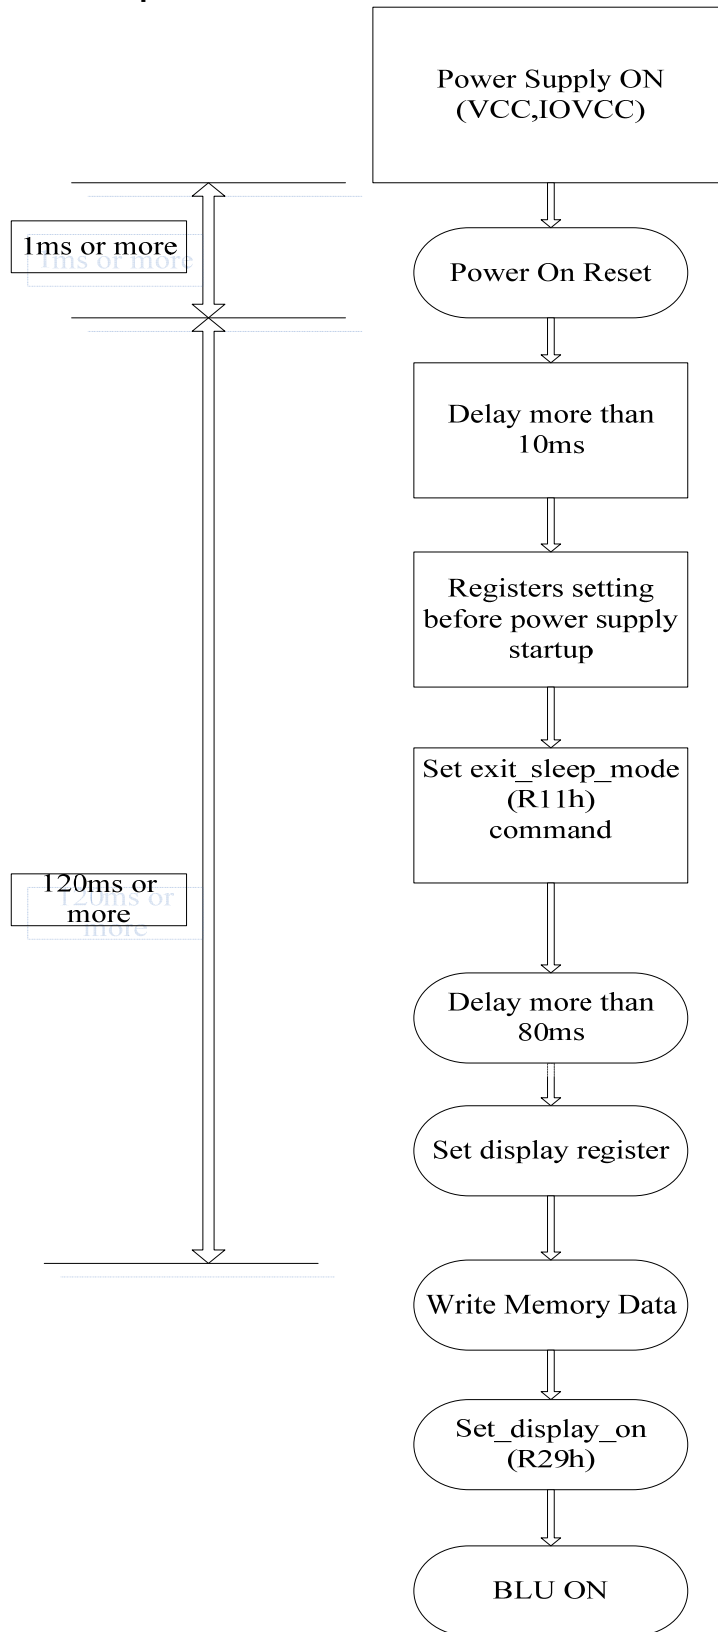 Power Supply ON
(VCC,IOVCC)
1ms or more
Power On Reset
Delay more than
10ms
Registers setting
before power supply
startup
Set exit_sleep_mode
(R11h)
command
120ms or
more
Delay more than
80ms
Set display register
Write Memory Data
Set_display_on
(R29h)
BLU ON